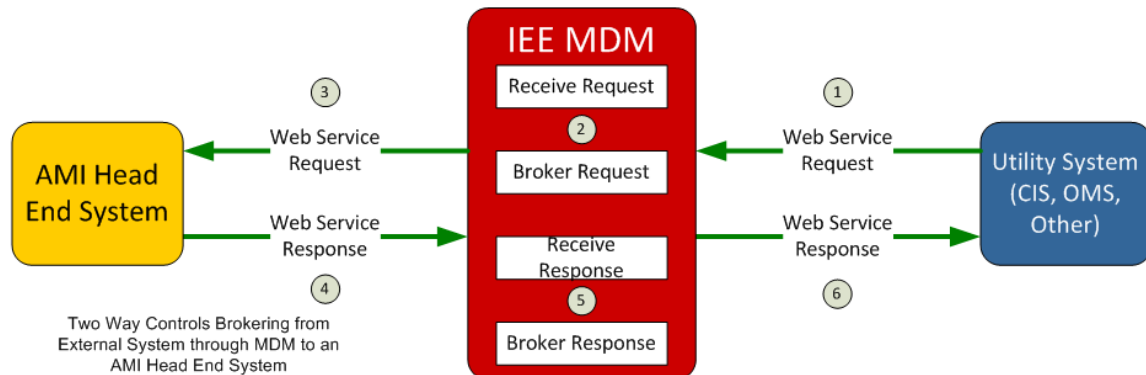 IEE MDM
Receive Request
3
1
Web Service
Request
2
Web Service
Request
AMI Head
End System
Broker Request
Utility System
(CIS, OMS,
Other)
Web Service
Response
Receive
Response
Web Service
Response
4
5
6
Two Way Controls Brokering from
External System through MDM to an
AMI Head End System
Broker Response